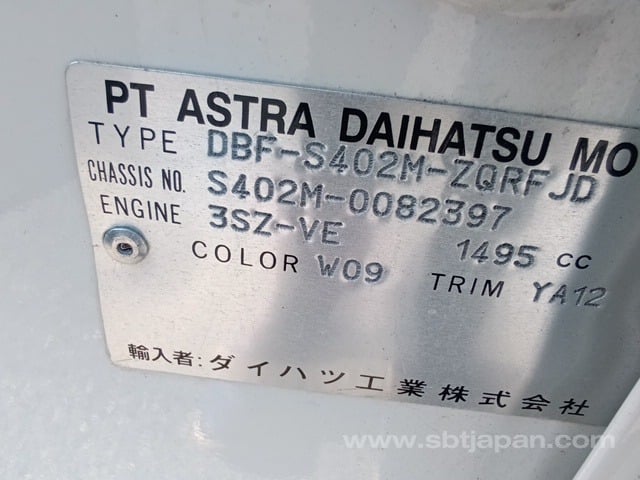 PT ASTRA DAIHATSU MO
TYPE DBF-S402M-ZQRFJD
CHASSIS NO. S402M-0082397
ENGINE 3SZ-VE 1495 cc
COLOR W09 TRIM YA12
輸入者:ダイハツ工業株式会社
www.sbtjapan.com